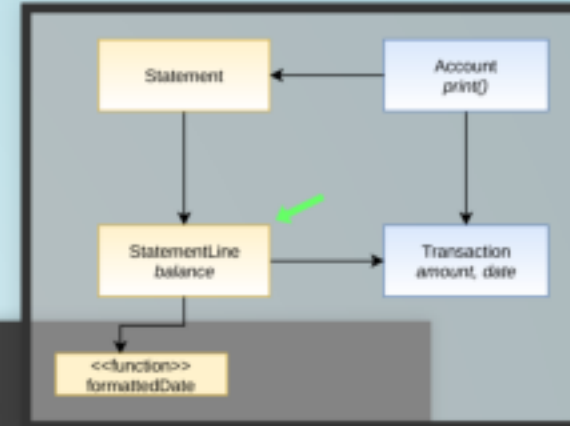 Statement
Account
print()
StatementLine
balance
Transaction
amount, date
<<function>>
formattedDate